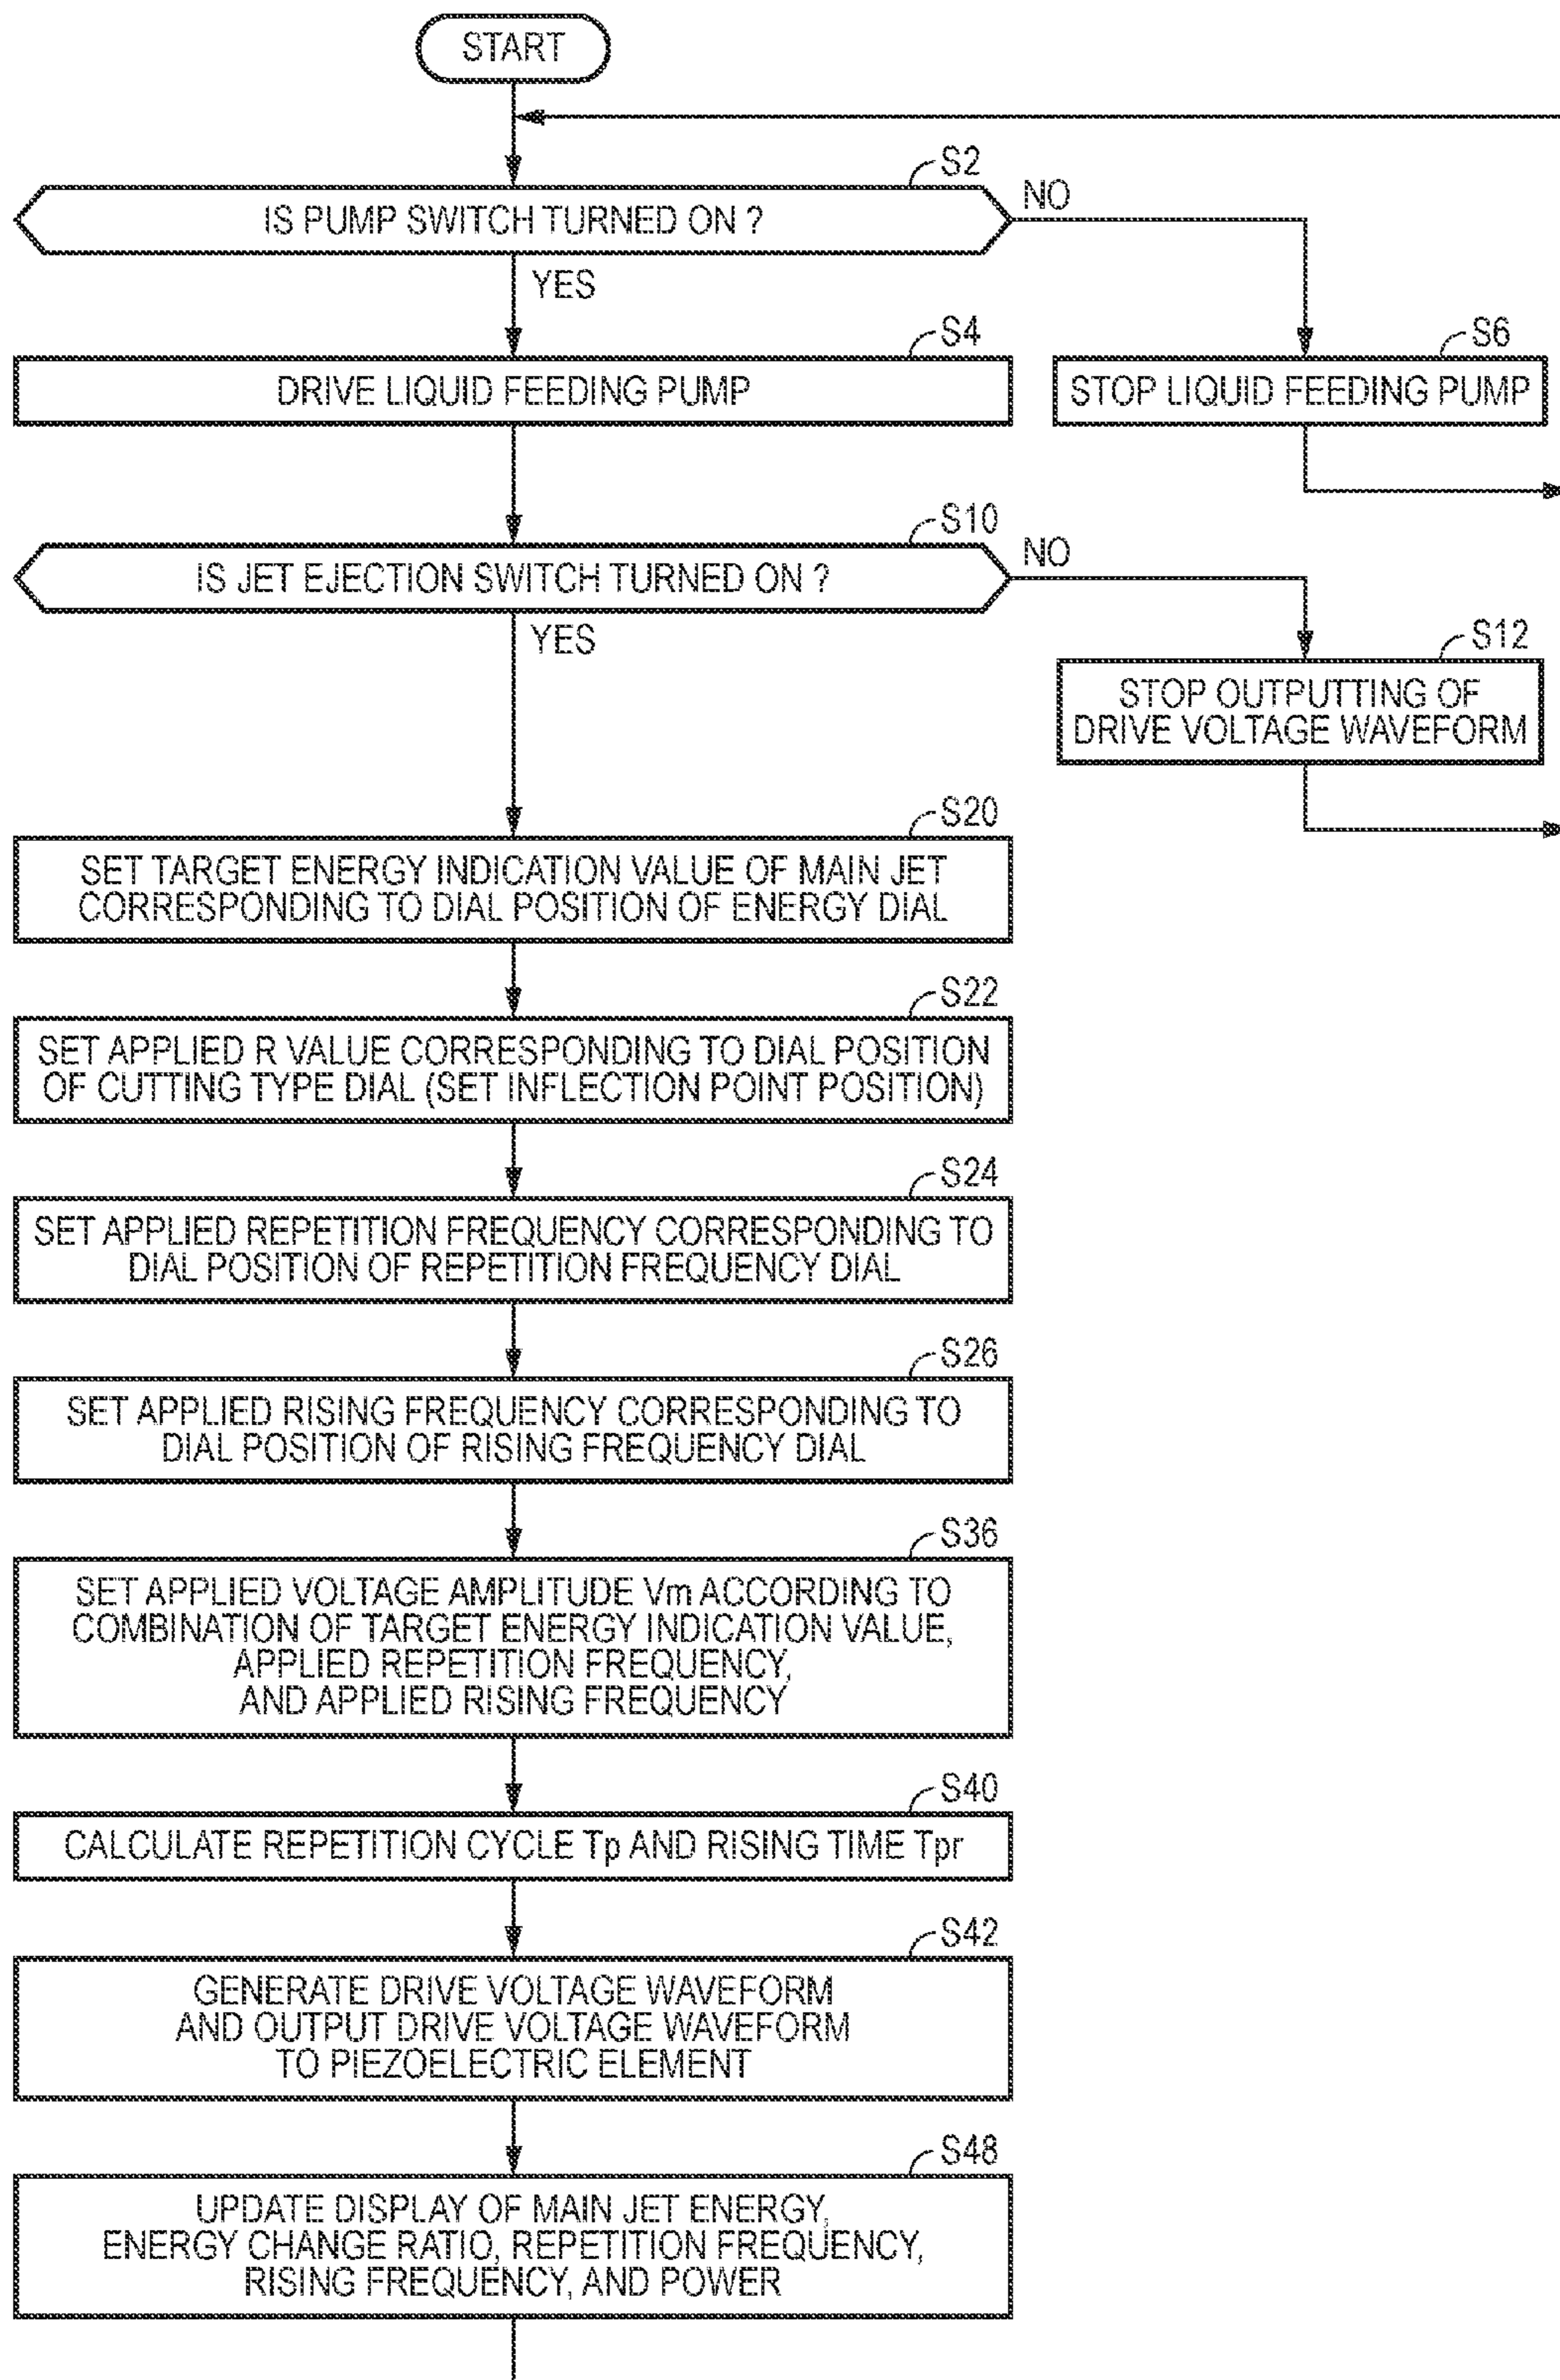 START
S2
IS PUMP SWITCH TURNED ON ?
NO
YES
S4
DRIVE LIQUID FEEDING PUMP
S6
STOP LIQUID FEEDING PUMP
S10
IS JET EJECTION SWITCH TURNED ON ?
NO
YES
S12
STOP OUTPUTTING OF
DRIVE VOLTAGE WAVEFORM
S20
SET TARGET ENERGY INDICATION VALUE OF MAIN JET
CORRESPONDING TO DIAL POSITION OF ENERGY DIAL
S22
SET APPLIED R VALUE CORRESPONDING TO DIAL POSITION
OF CUTTING TYPE DIAL (SET INFLECTION POINT POSITION)
S24
SET APPLIED REPETITION FREQUENCY CORRESPONDING TO
DIAL POSITION OF REPETITION FREQUENCY DIAL
S26
SET APPLIED RISING FREQUENCY CORRESPONDING TO
DIAL POSITION OF RISING FREQUENCY DIAL
S36
SET APPLIED VOLTAGE AMPLITUDE Vm ACCORDING TO
COMBINATION OF TARGET ENERGY INDICATION VALUE,
APPLIED REPETITION FREQUENCY,
AND APPLIED RISING FREQUENCY
S40
CALCULATE REPETITION CYCLE Tp AND RISING TIME Tpr
S42
GENERATE DRIVE VOLTAGE WAVEFORM
AND OUTPUT DRIVE VOLTAGE WAVEFORM
TO PIEZOELECTRIC ELEMENT
S48
UPDATE DISPLAY OF MAIN JET ENERGY,
ENERGY CHANGE RATIO, REPETITION FREQUENCY,
RISING FREQUENCY, AND POWER